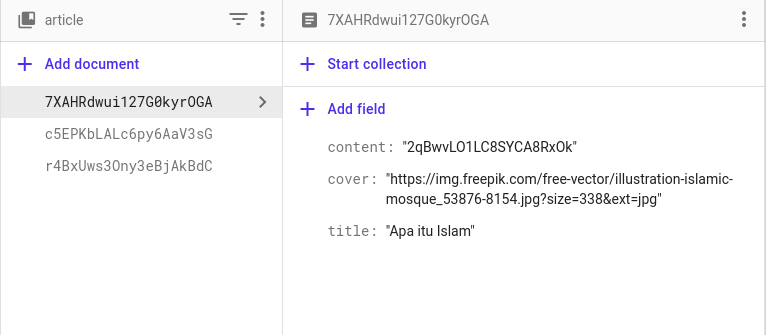 article
7XAHRdwui127G0kyrOGA
Add document
Start collection
7XAHRdwui127G0kyrOGA
c5EPKbLALc6py6AaV3sG
r4BxUws3Ony3eBjAkBdC
Add field
content: "2qBwvLO1LC8SYCA8RxOk"
cover: "https://img.freepik.com/free-vector/illustration-islamic-
mosque_53876-8154.jpg?size=338&ext=jpg"
title: "Apa itu Islam"